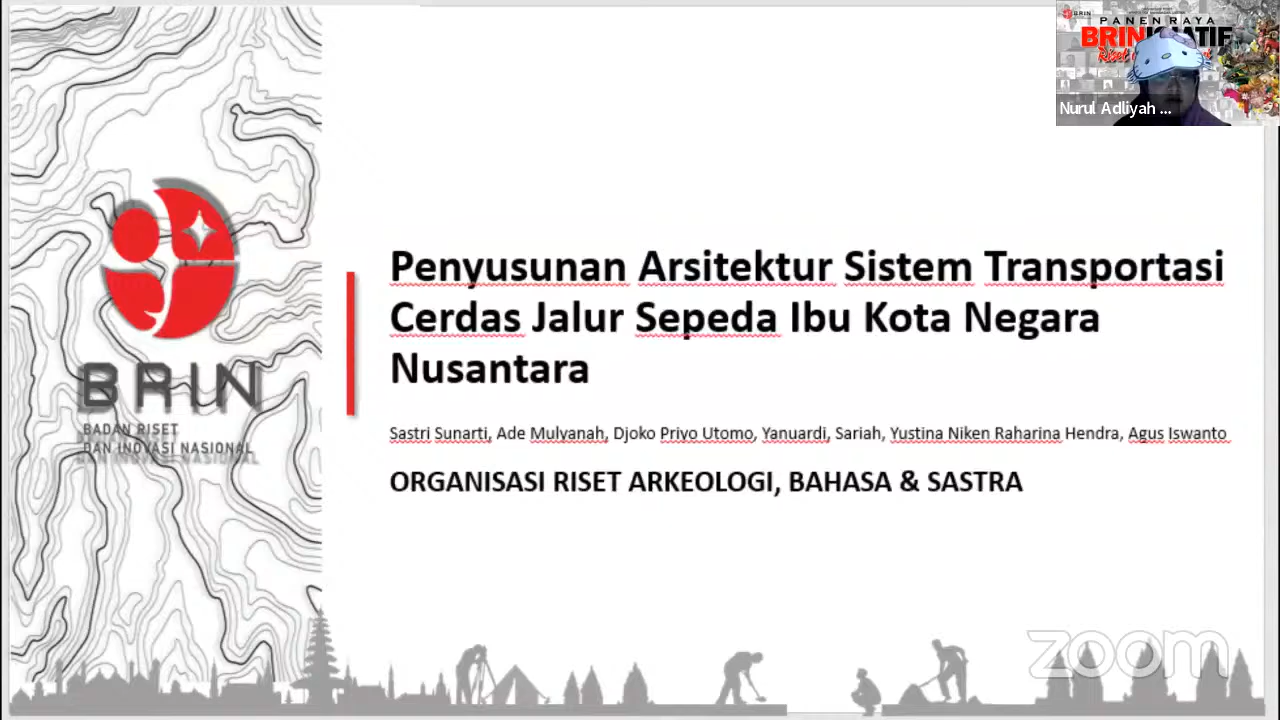 BRIN
PANEN RAYA
Nurul Adliyah ...
Penyusunan Arsitektur Sistem Transportasi
Cerdas Jalur Sepeda Ibu Kota Negara
Nusantara
BRIN
BADAN RISET
DAN INOVASI NASIONAL
Sastri Sunarti, Ade Mulyanah, Djoko Priyo Utomo, Yanuardi, Sariah, Yustina Niken Raharina Hendra, Agus Iswanto
ORGANISASI RISET ARKEOLOGI, BAHASA & SASTRA
zoom